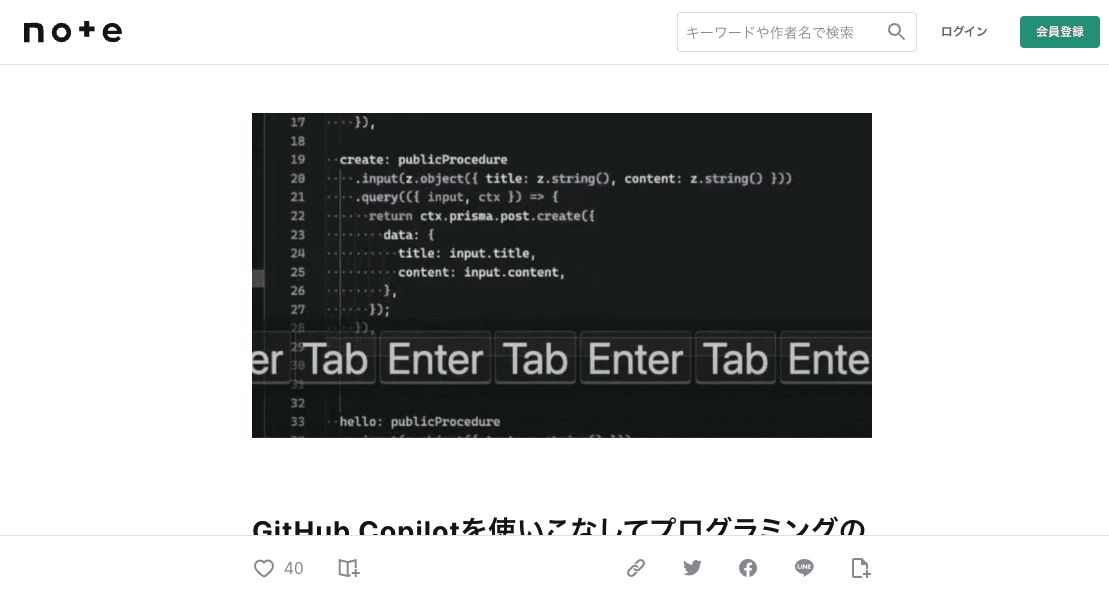 note
キーワードや作者名で検索
ログイン
会員登録
17 ····}),
18
19 ··create: publicProcedure
20 ····.input(z.object({ title: z.string(), content: z.string() }))
21 ····.query(({ input, ctx }) => {
22 ······return ctx.prisma.post.create({
23 ········data: {
24 ··········title: input.title,
25 ··········content: input.content,
26 ········},
27 ······});
28 ····}),
29
30
31
er Tab Enter Tab Enter Tab Ente
32
33 ··hello: publicProcedure
GitHub Copilotを使いこなしてプログラミングの
40
LINE